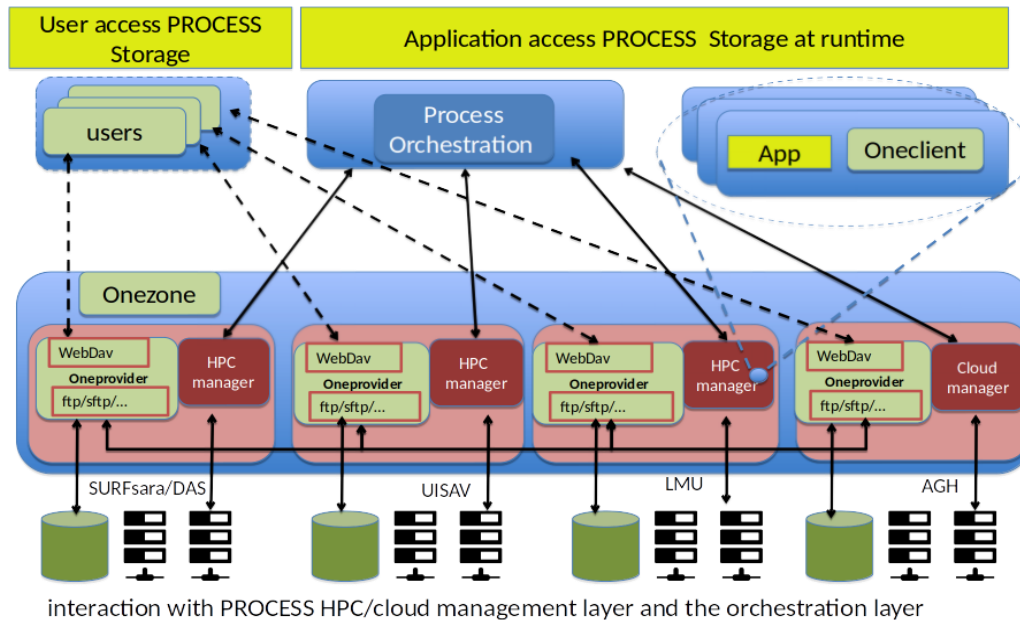 User access PROCESS
Storage
Application access PROCESS Storage at runtime
users
Process
Orchestration
App
Oneclient
Onezone
WebDav
Oneprovider
ftp/sftp/...
HPC
manager
WebDav
Oneprovider
ftp/sftp/...
HPC
manager
WebDav
Oneprovider
ftp/sftp/...
HPC
manager
WebDav
Oneprovider
ftp/sftp/...
Cloud
manager
SURFsara/DAS
UISAV
LMU
AGH
interaction with PROCESS HPC/cloud management layer and the orchestration layer